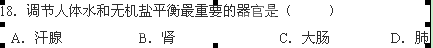 18. 调节人体水和无机盐平衡最重要的器官是（    ）
A. 汗腺  B. 肾  C. 大肠  D. 肺